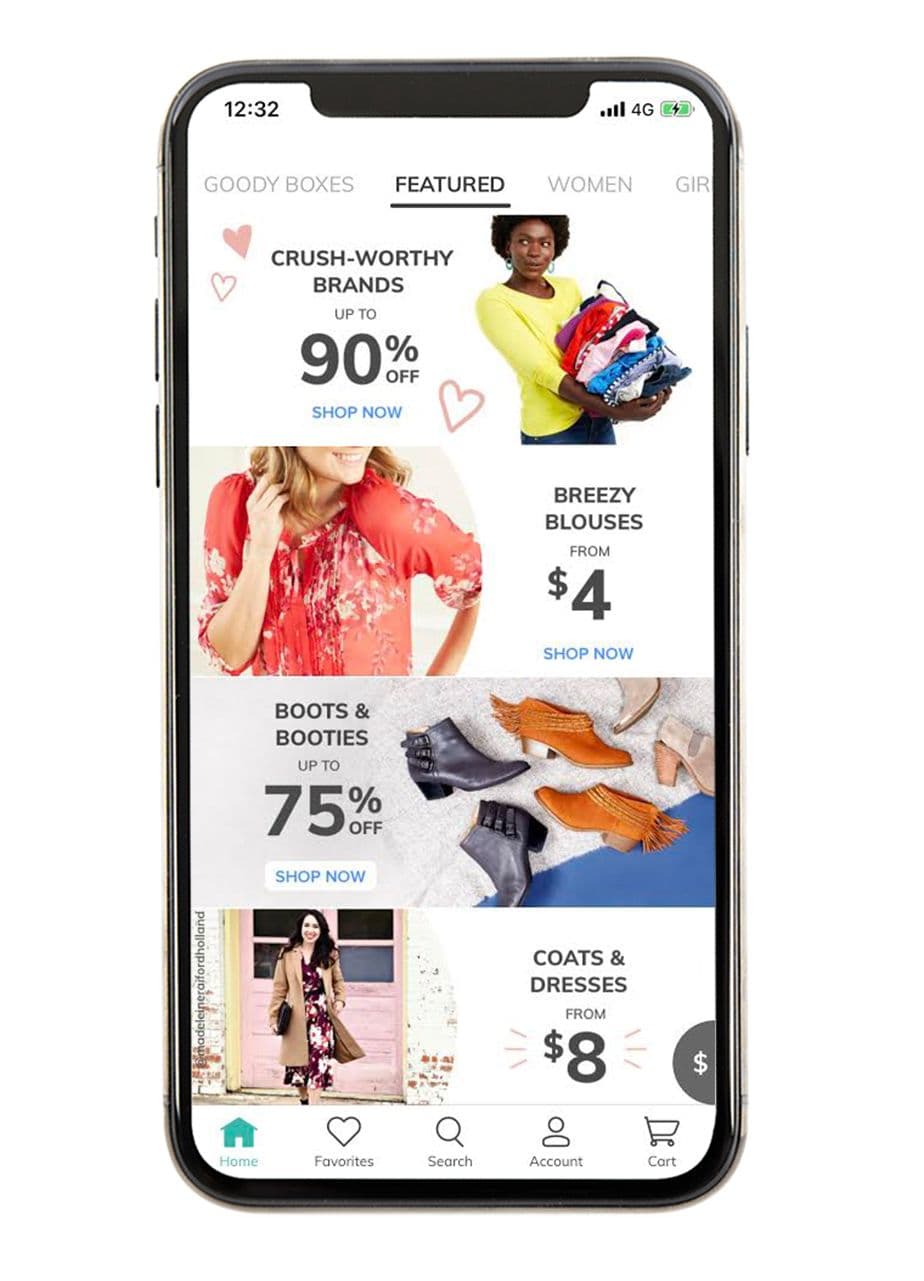 12:32
4G
GOODY BOXES FEATURED WOMEN GIR
CRUSH-WORTHY
BRANDS
UP TO
90%
OFF
SHOP NOW
BREEZY
BLOUSES
FROM
$4
SHOP NOW
BOOTS &
BOOTIES
UP TO
75%
OFF
SHOP NOW
@madeleineraifordholland
COATS &
DRESSES
FROM
$8
$
Home Favorites Search Account Cart